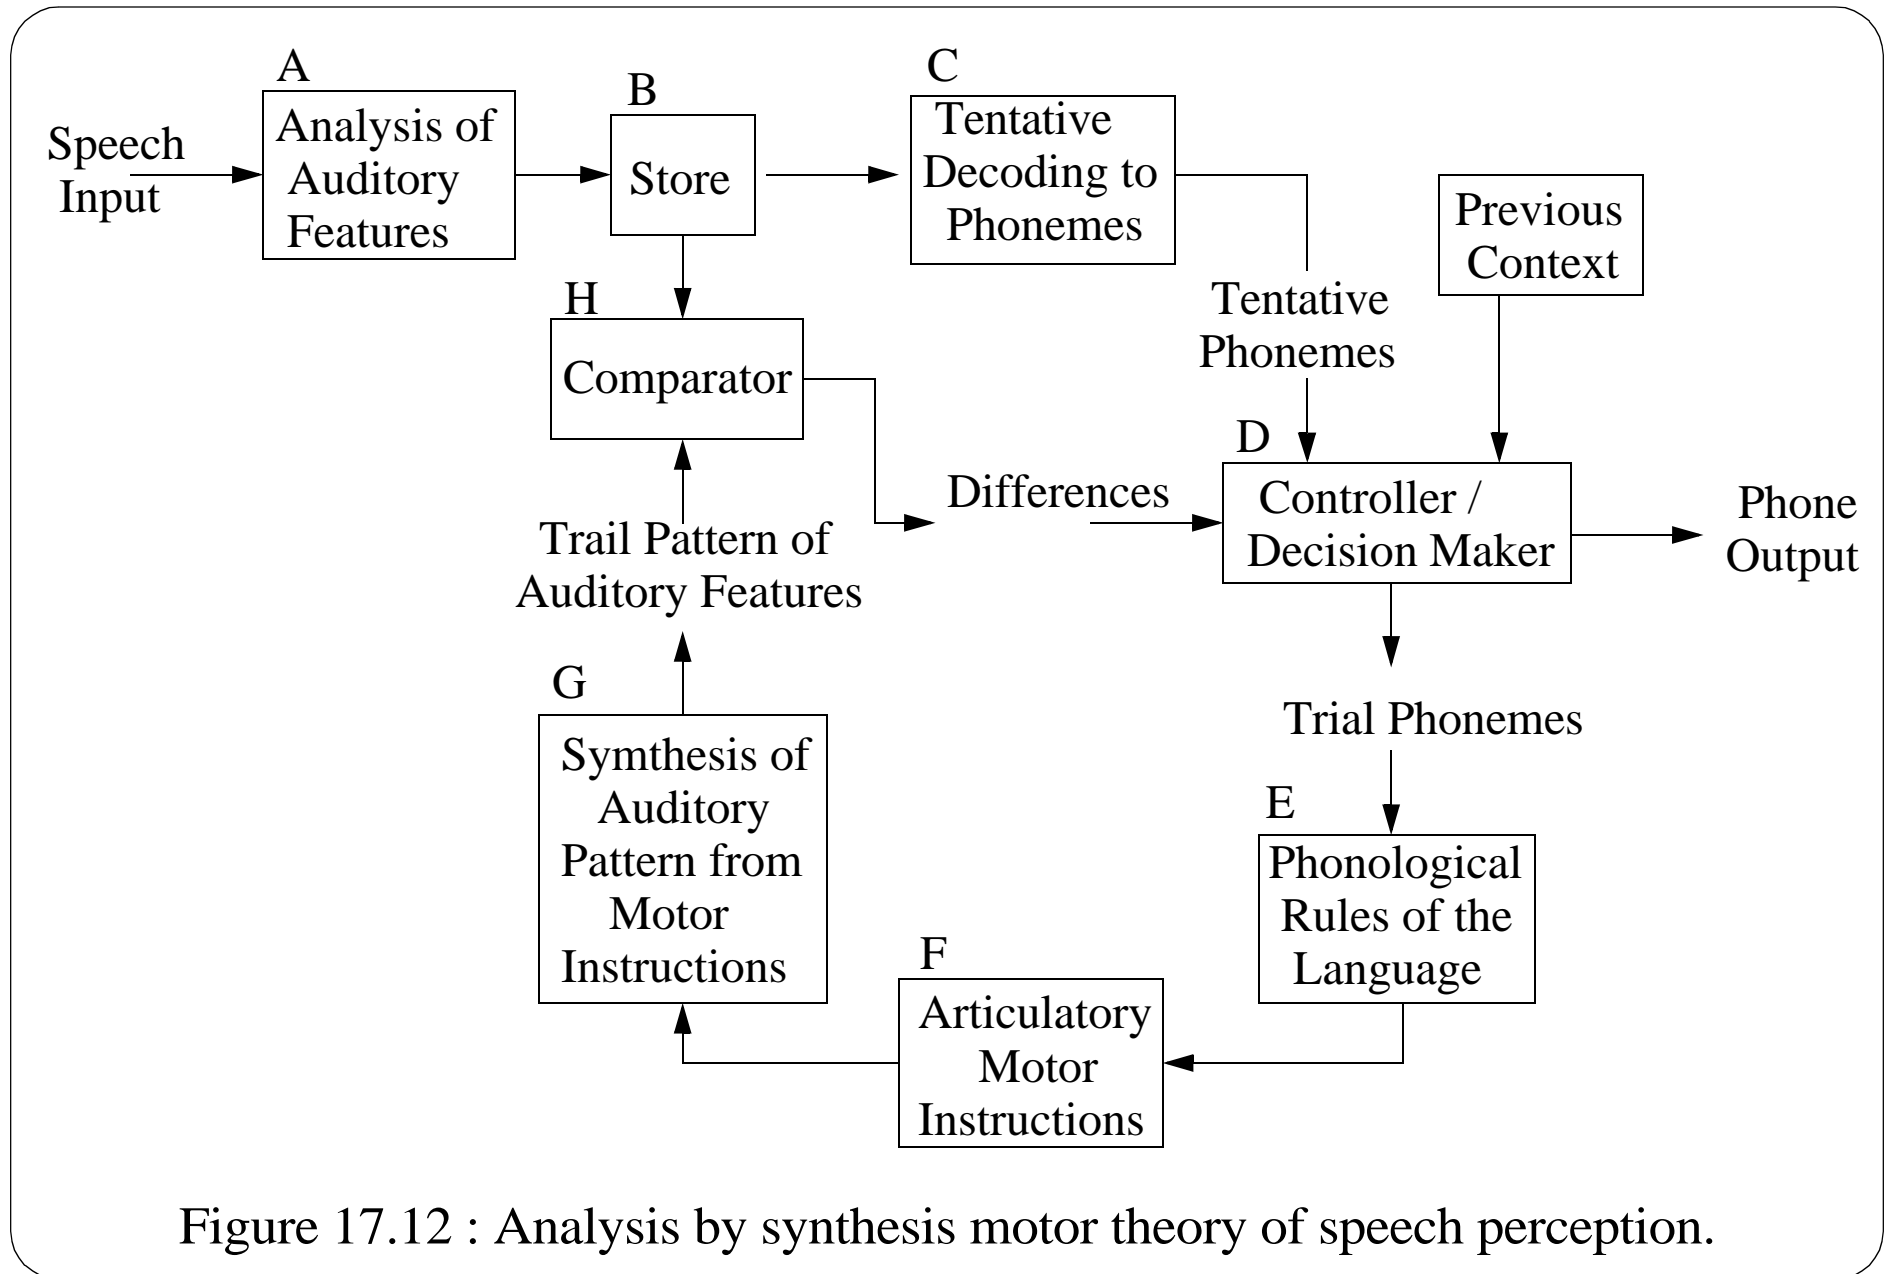 A
Speech
Input
Analysis of
Auditory
Features
B
Store
C
Tentative
Decoding to
Phonemes
Previous
Context
Tentative
Phonemes
H
Comparator
D
Controller /
Decision Maker
Differences
Phone
Output
Trail Pattern of
Auditory Features
Trial Phonemes
G
Symthesis of
Auditory
Pattern from
Motor
Instructions
E
Phonological
Rules of the
Language
F
Articulatory
Motor
Instructions
Figure 17.12 : Analysis by synthesis motor theory of speech perception.